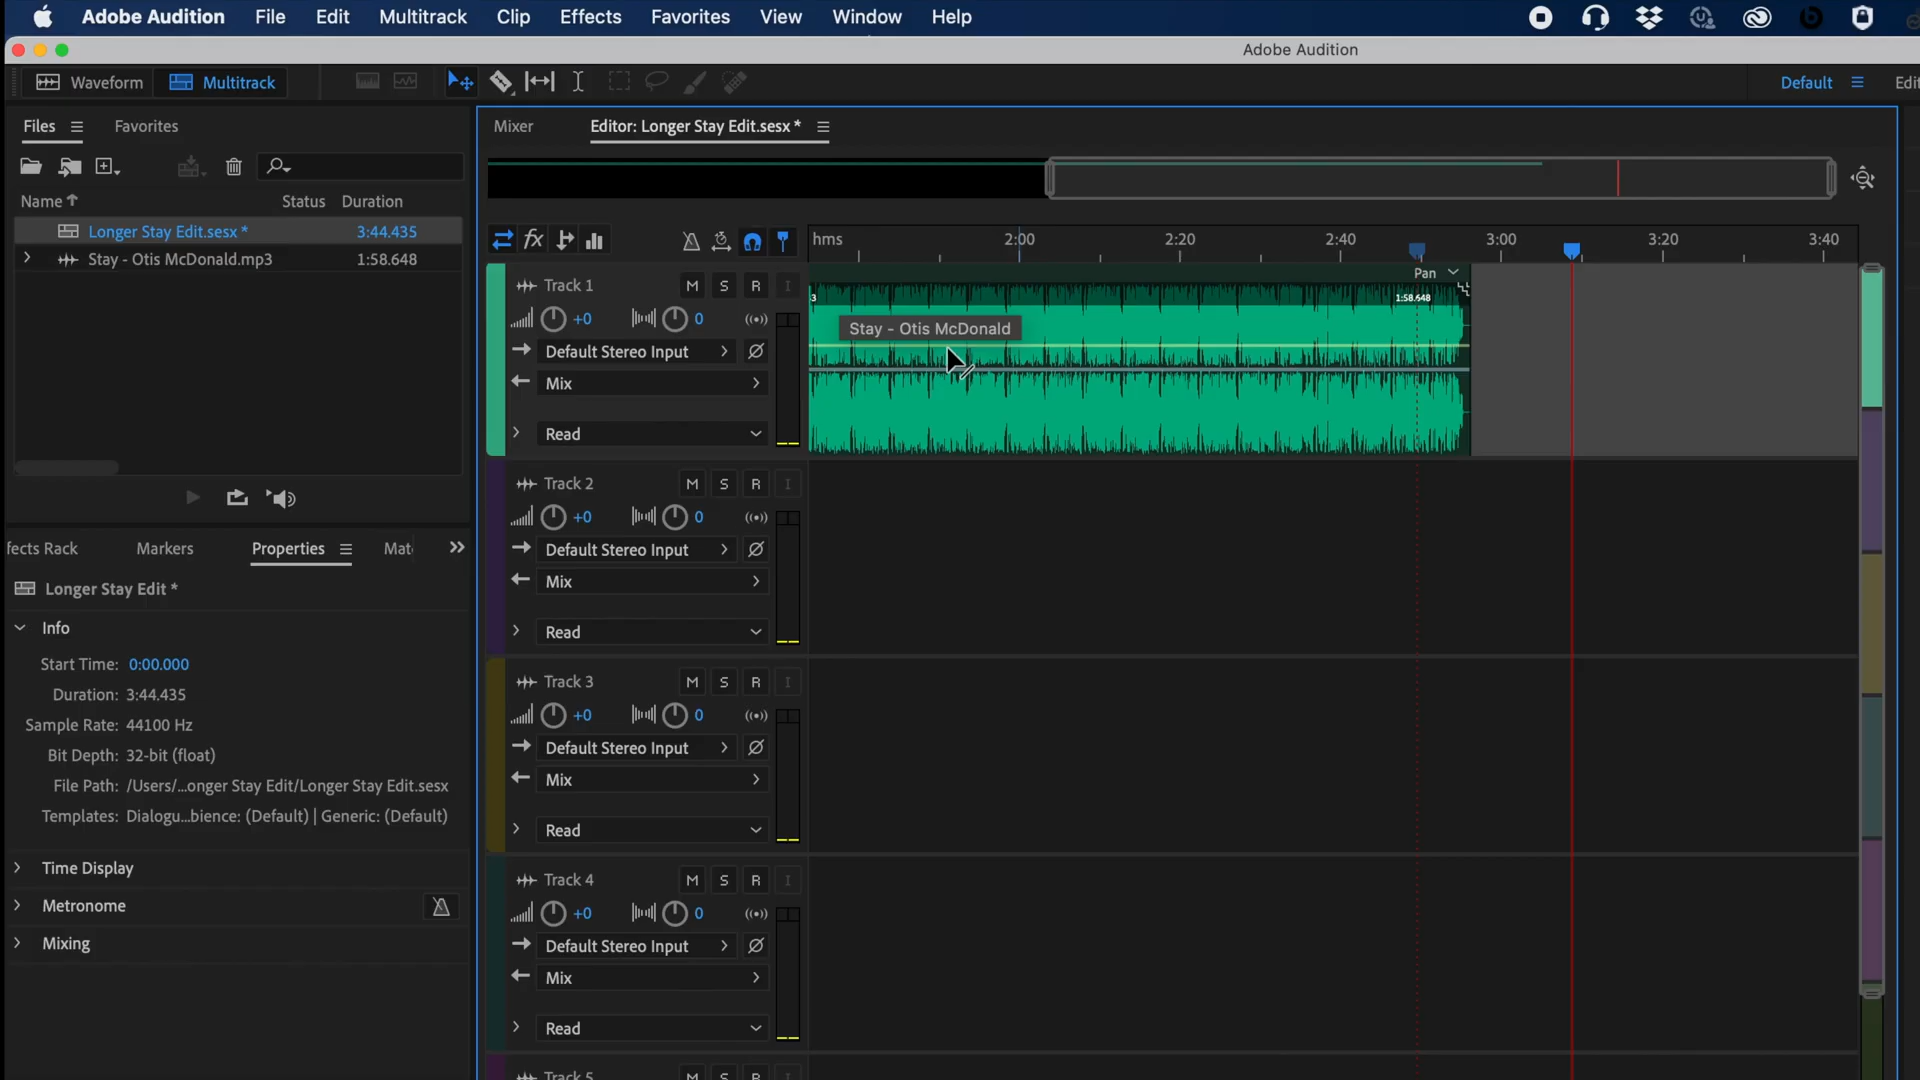 Adobe Audition File Edit Multitrack Clip Effects Favorites View Window Help
Adobe Audition
Waveform Multitrack Default
Files Favorites
Name Status Duration
Longer Stay Edit.sesx * 3:44.435
Stay - Otis McDonald.mp3 1:58.648
fects Rack Markers Properties
Longer Stay Edit *
Info
Start Time: 0:00.000
Duration: 3:44.435
Sample Rate: 44100 Hz
Bit Depth: 32-bit (float)
File Path: /Users/...onger Stay Edit/Longer Stay Edit.sesx
Templates: Dialogu...bience: (Default) | Generic: (Default)
Time Display
Metronome
Mixing
Mixer Editor: Longer Stay Edit.sesx *
fx hms 2:00 2:20 2:40 3:00 3:20 3:40
Track 1 M S R I
Pan
3 1:58.648
+0 0
Stay - Otis McDonald
Default Stereo Input
Mix
Read
Track 2 M S R I
+0 0
Default Stereo Input
Mix
Read
Track 3 M S R I
+0 0
Default Stereo Input
Mix
Read
Track 4 M S R I
+0 0
Default Stereo Input
Mix
Read
Track 5 M S R